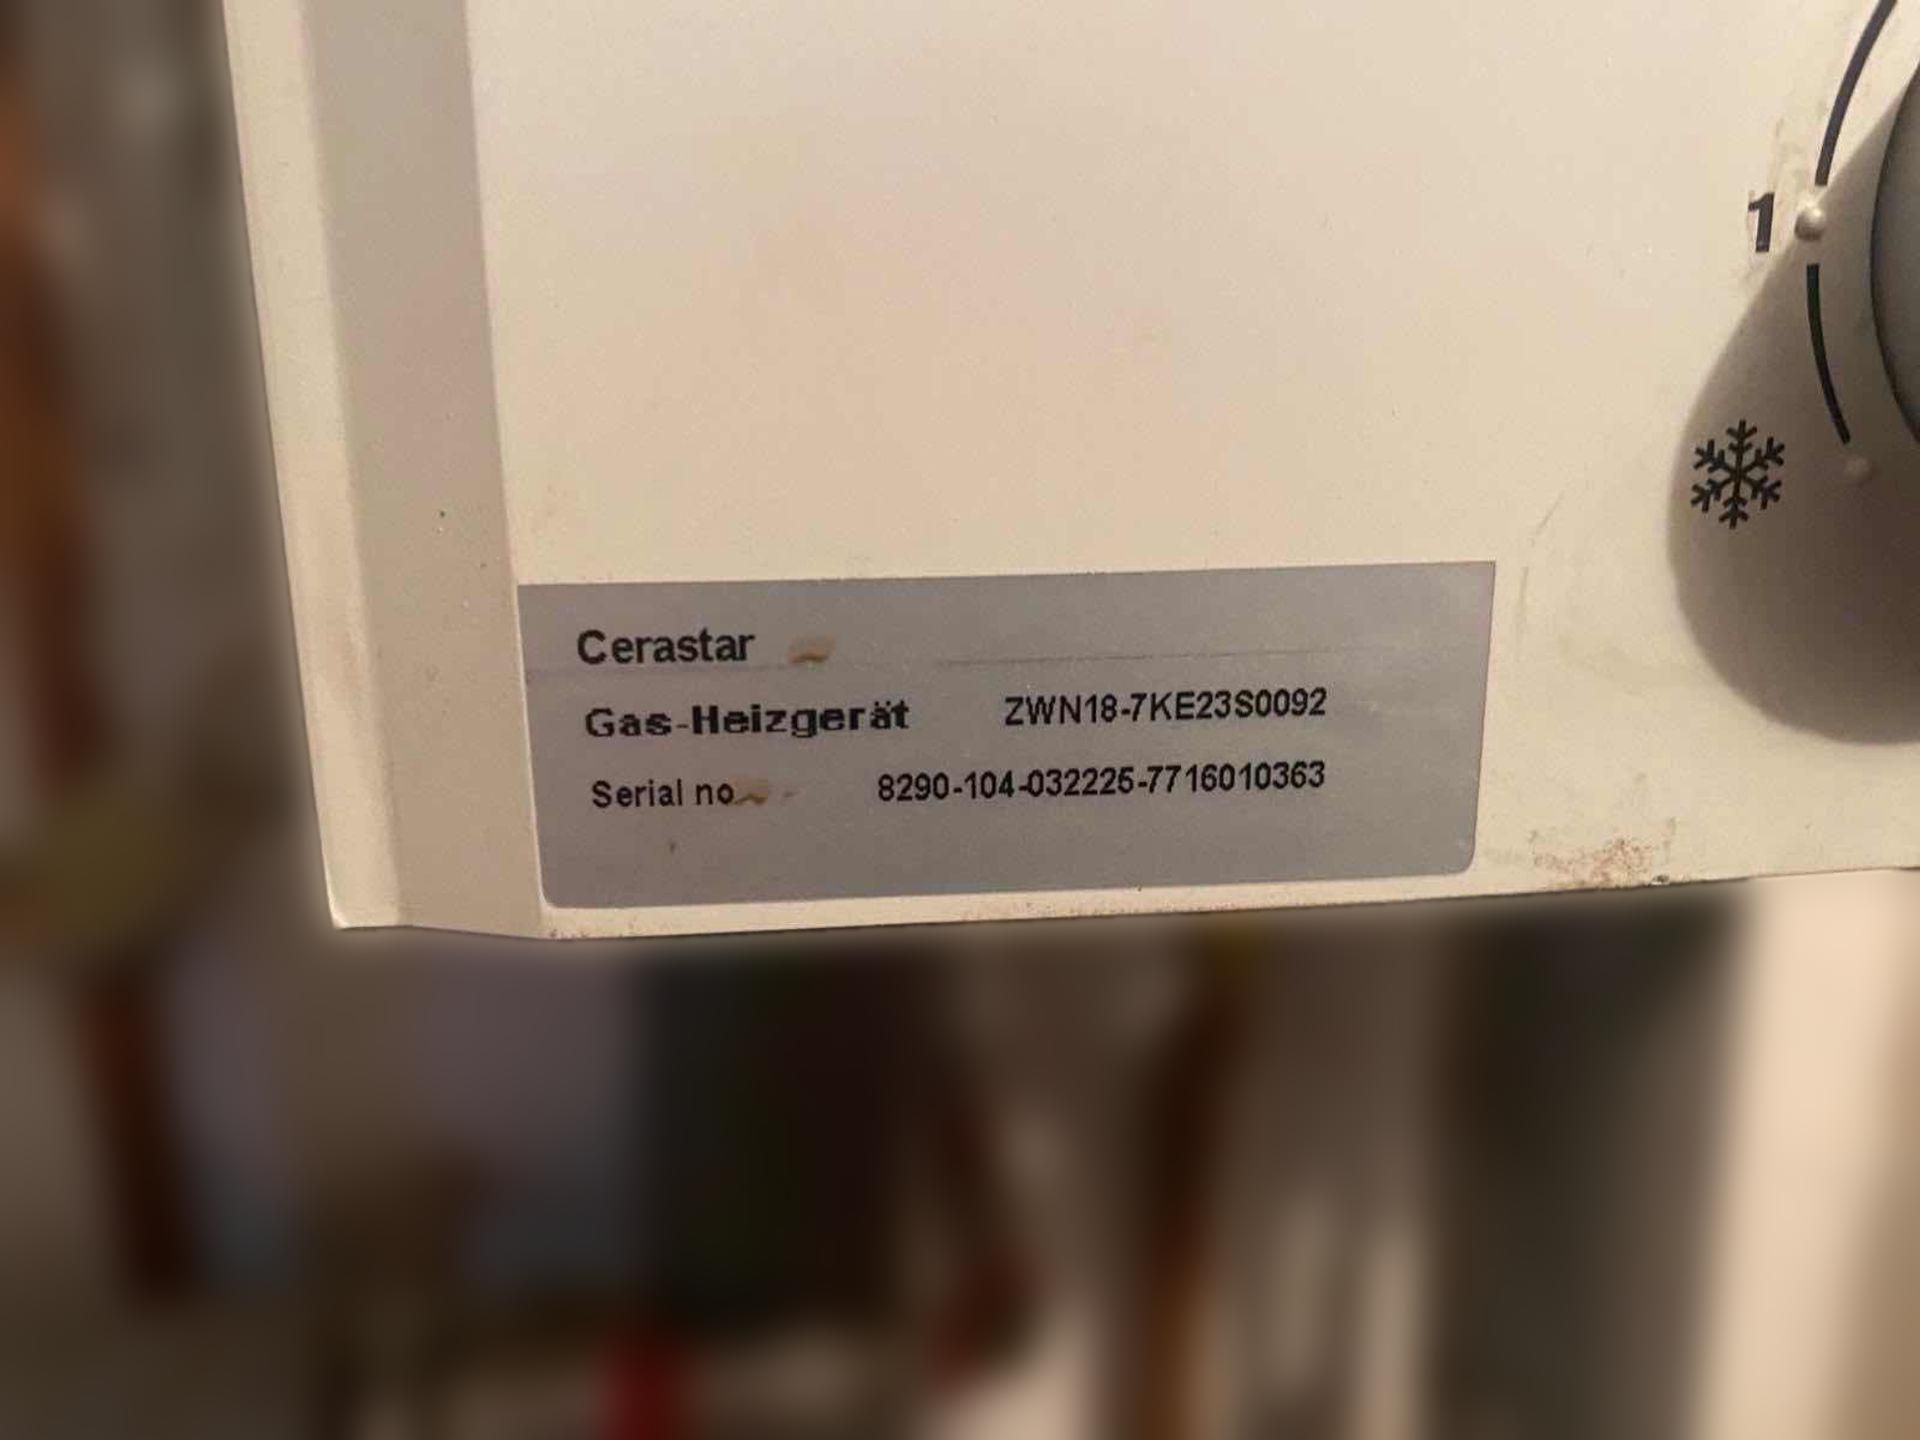 1
Cerastar
Gas-Heizgerät ZWN18-7KE23S0092
Serial no. 8290-104-032225-7716010363